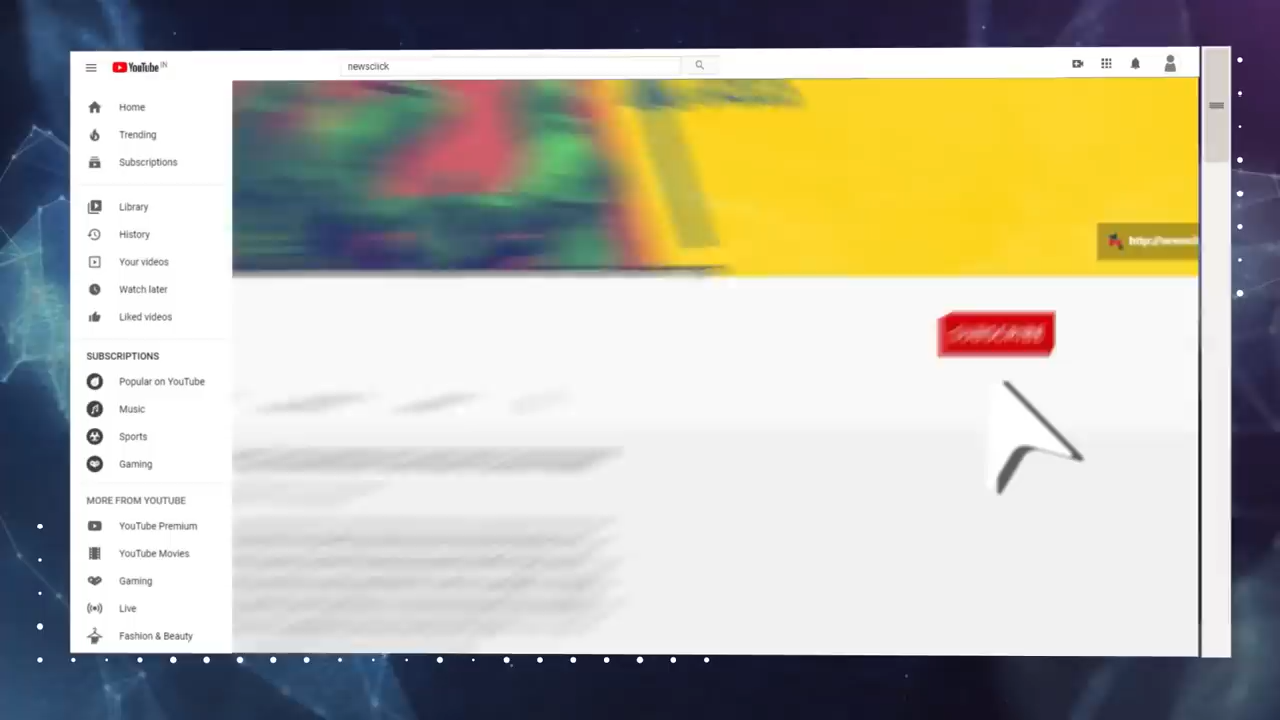 YouTube IN
newsclick
Home
Trending
Subscriptions
Library
History
Your videos
Watch later
Liked videos
SUBSCRIPTIONS
Popular on YouTube
Music
Sports
Gaming
MORE FROM YOUTUBE
YouTube Premium
YouTube Movies
Gaming
Live
Fashion & Beauty
SUBSCRIBE